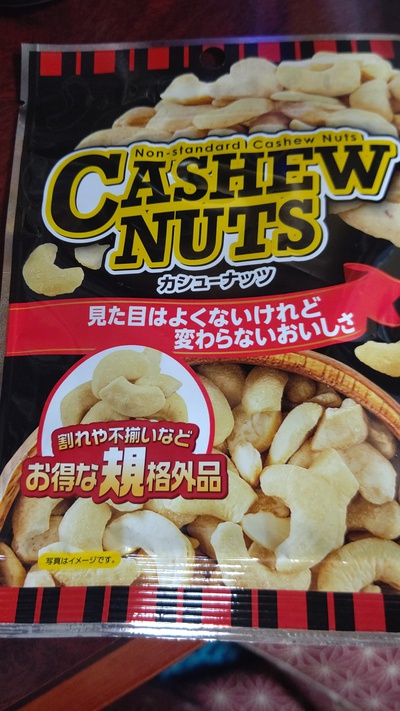 Non-standard Cashew Nuts
CASHEW
NUTS
カシューナッツ
見た目はよくないけれど
変わらないおいしさ
割れや不揃いなど
お得な規格外品
写真はイメージです。